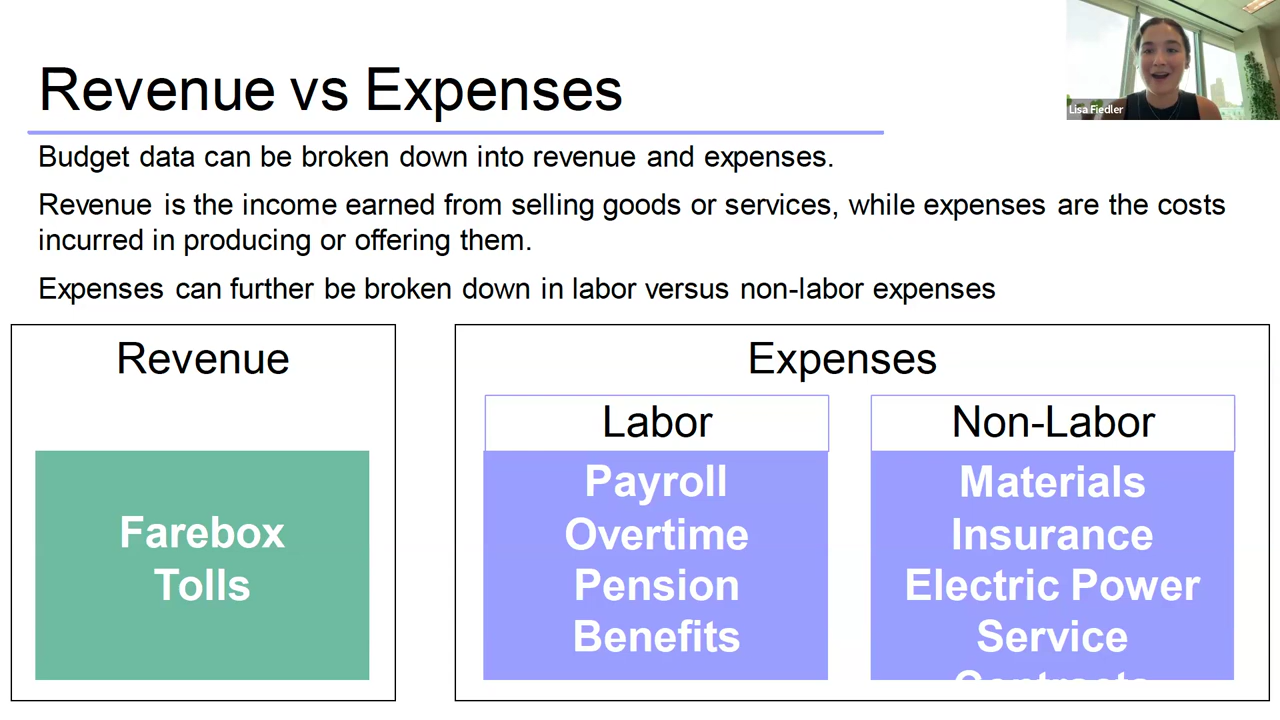 Revenue vs Expenses
Lisa Fiedler
Budget data can be broken down into revenue and expenses.
Revenue is the income earned from selling goods or services, while expenses are the costs
incurred in producing or offering them.
Expenses can further be broken down in labor versus non-labor expenses
Revenue
Farebox
Tolls
Expenses
Labor
Payroll
Overtime
Pension
Benefits
Non-Labor
Materials
Insurance
Electric Power
Service
Contracts